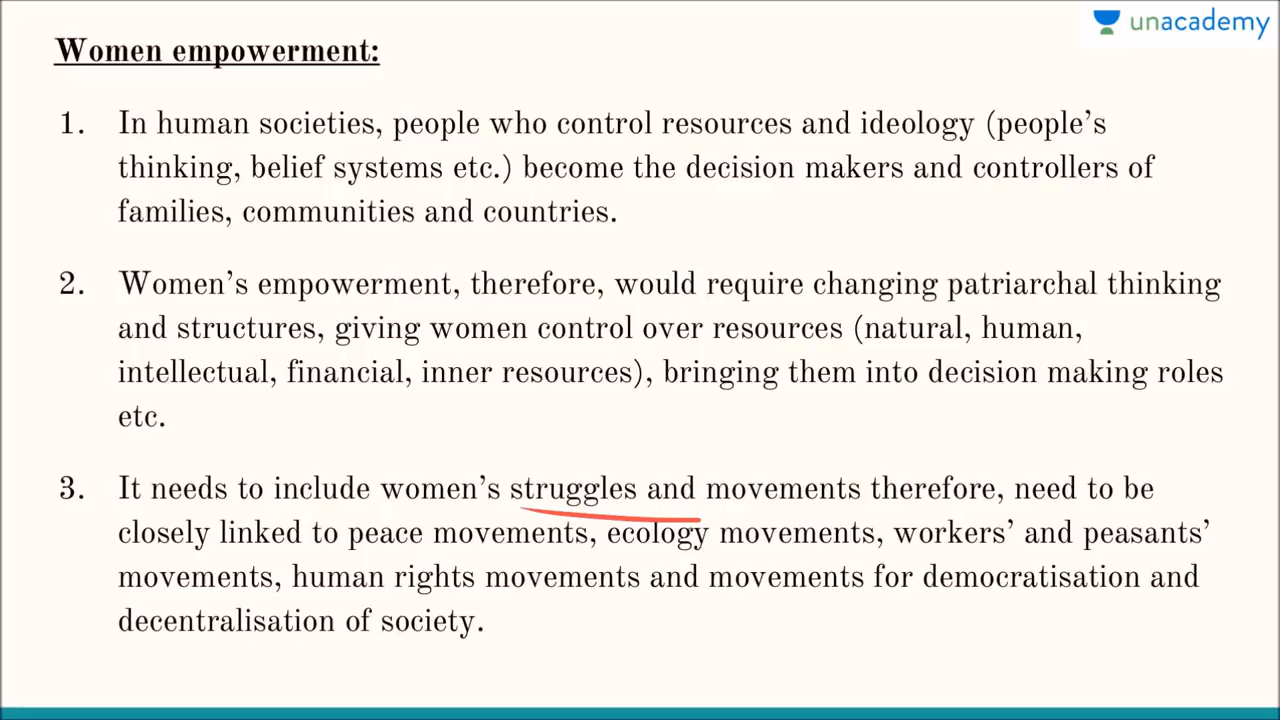 unacademy
Women empowerment:
1. In human societies, people who control resources and ideology (people's
thinking, belief systems etc.) become the decision makers and controllers of
families, communities and countries.
2. Women's empowerment, therefore, would require changing patriarchal thinking
and structures, giving women control over resources (natural, human,
intellectual, financial, inner resources), bringing them into decision making roles
etc.
3. It needs to include women's struggles and movements therefore, need to be
closely linked to peace movements, ecology movements, workers' and peasants'
movements, human rights movements and movements for democratisation and
decentralisation of society.